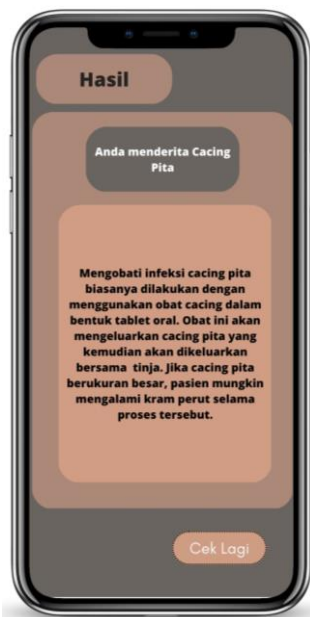 Hasil
Anda menderita Cacing
Pita
Mengobati infeksi cacing pita
biasanya dilakukan dengan
menggunakan obat cacing dalam
bentuk tablet oral. Obat ini akan
mengeluarkan cacing pita yang
kemudian akan dikeluarkan
bersama tinja. Jika cacing pita
berukuran besar, pasien mungkin
mengalami kram perut selama
proses tersebut.
Cek Lagi